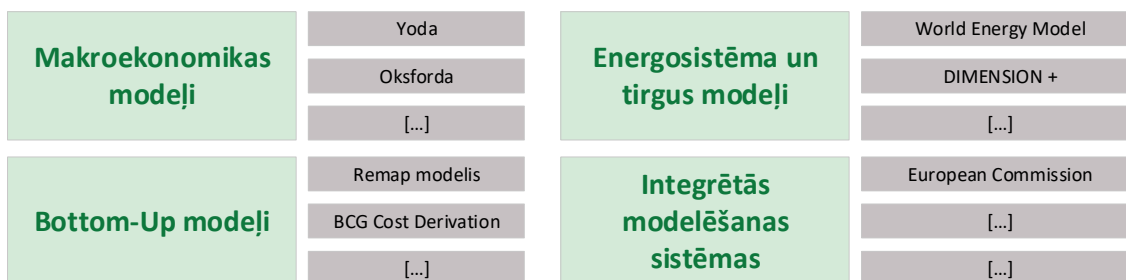 Makroekonomikas
modeļi
Yoda
Oksforda
[...]
Energosistēma un
tirgus modeļi
World Energy Model
DIMENSION +
[...]
Bottom-Up modeļi
Remap modelis
BCG Cost Derivation
[...]
Integrētās
modelēšanas
sistēmas
European Commission
[...]
[...]